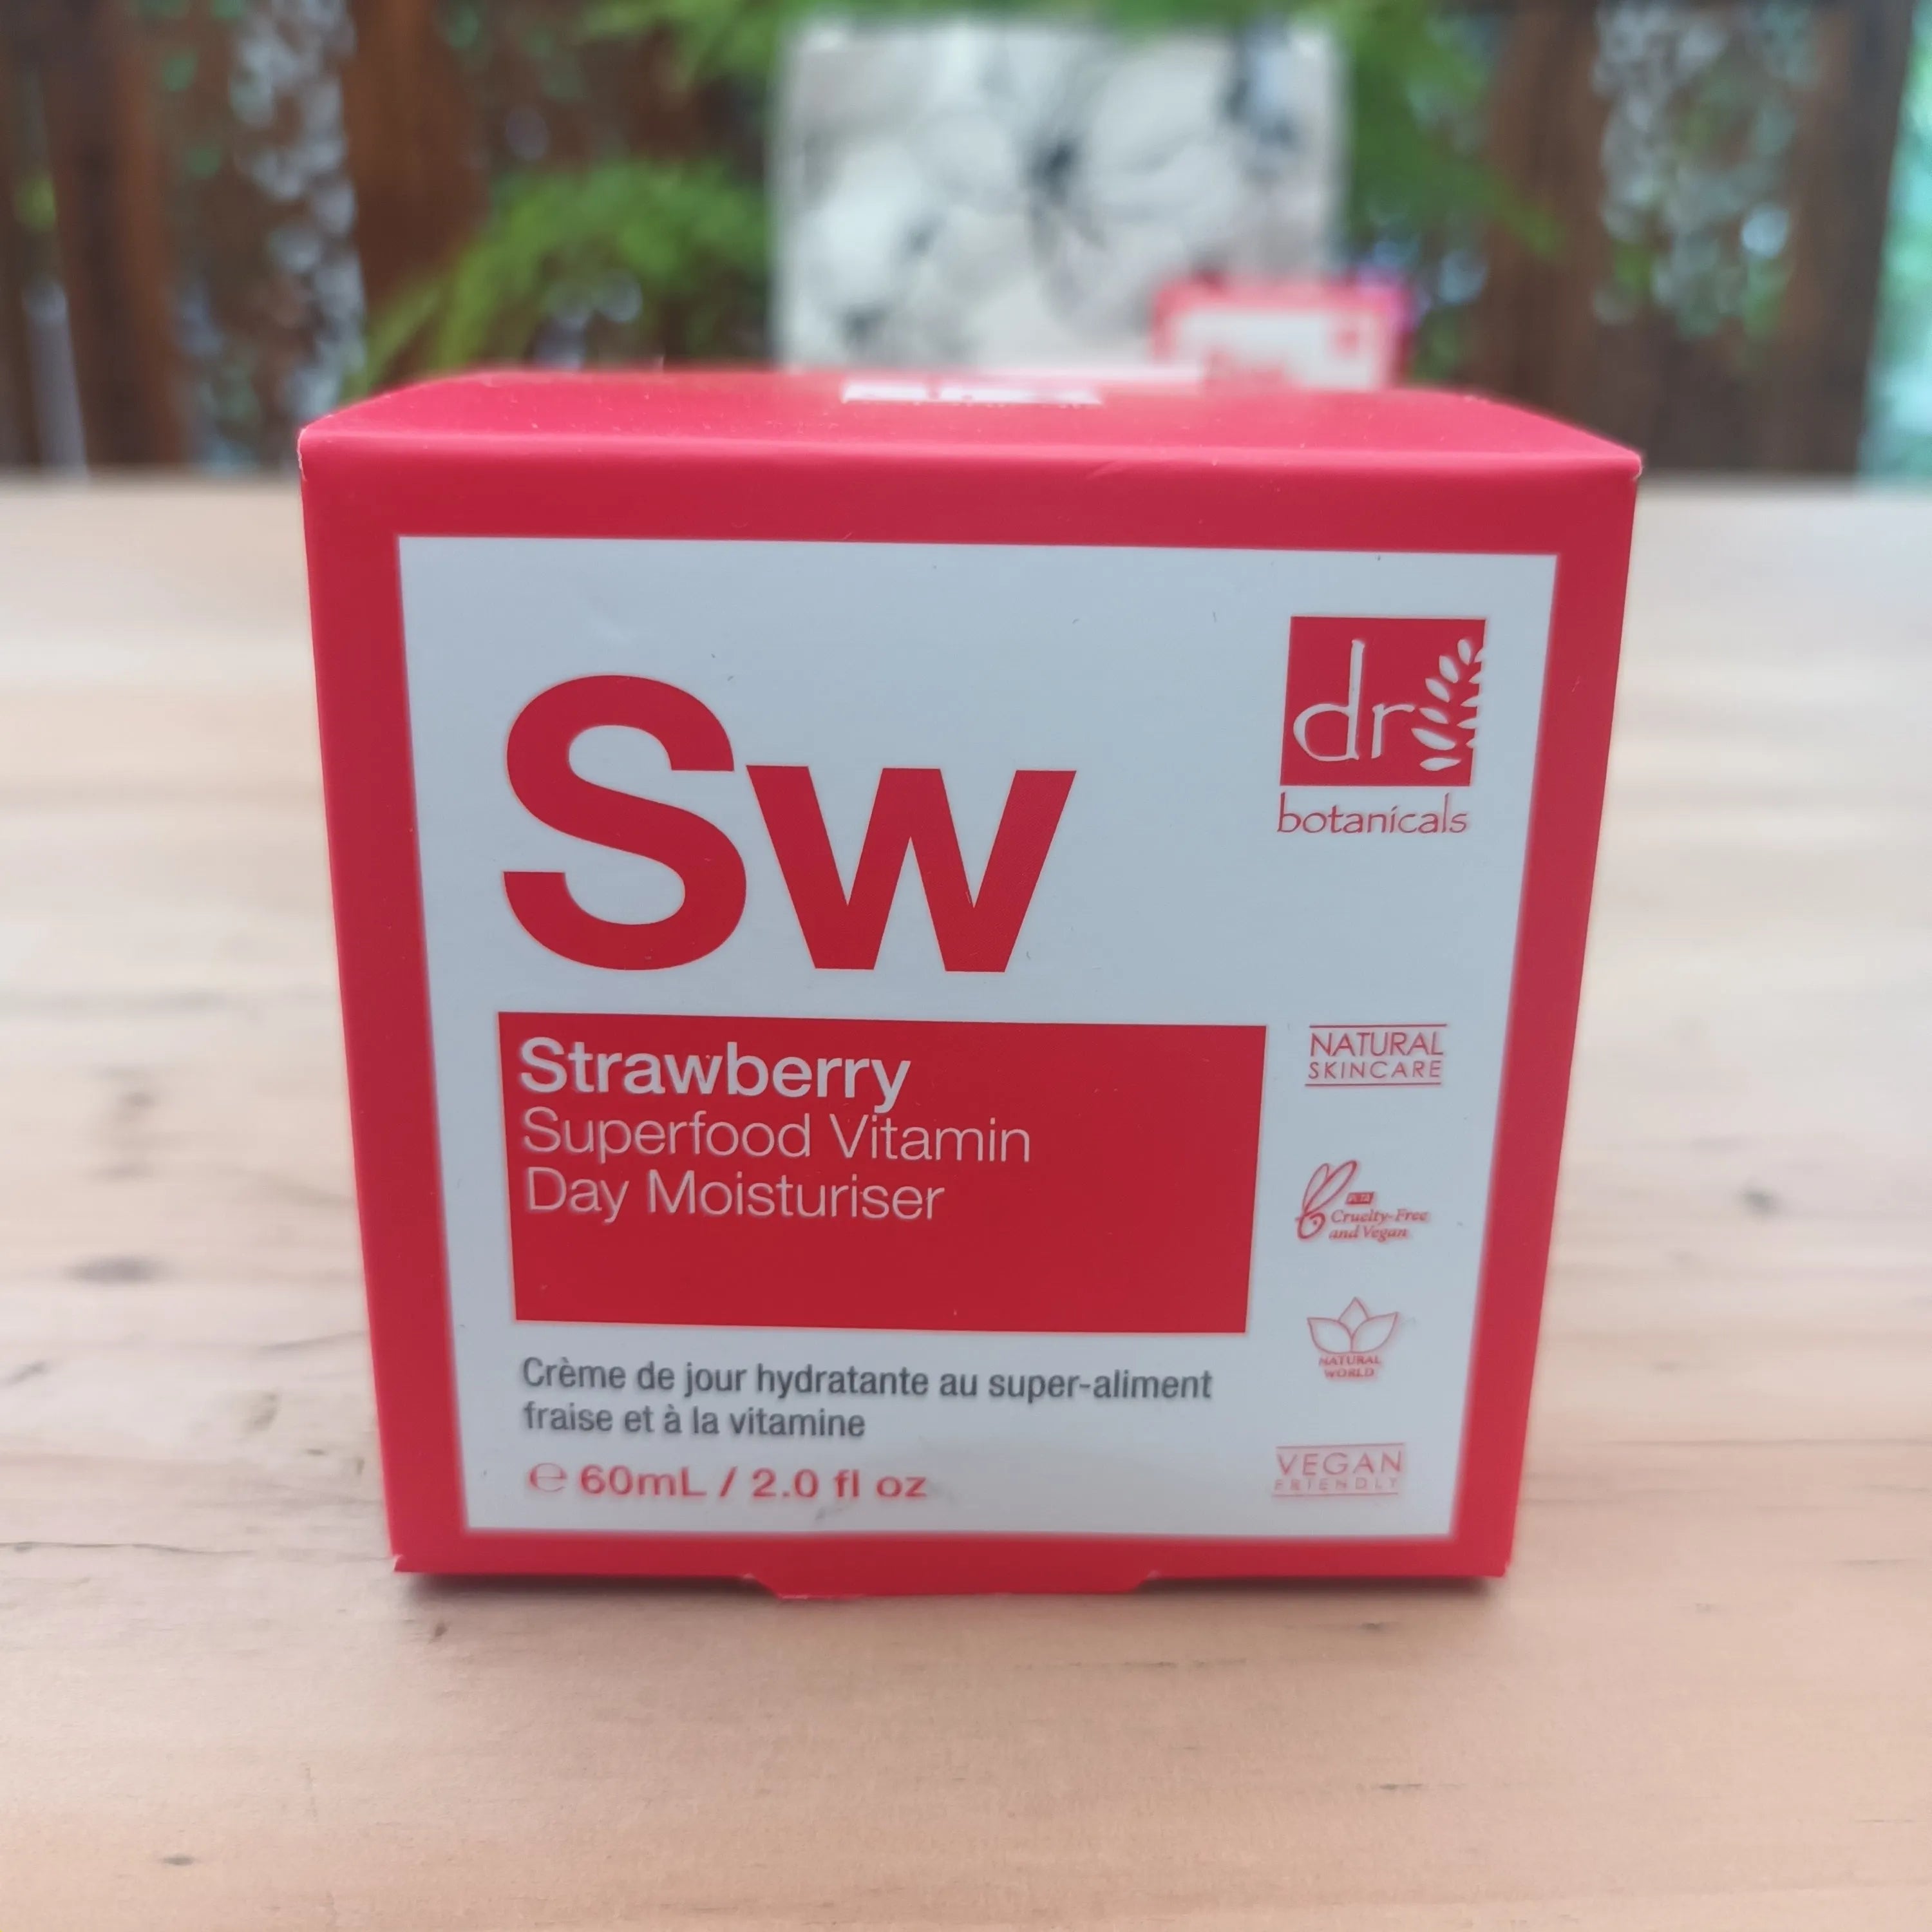 Sw
dr
botanicals
Strawberry
Superfood Vitamin
Day Moisturiser
NATURAL
SKINCARE
Cruelty-Free
and Vegan
NATURAL
WORLD
Crème de jour hydratante au super-aliment
fraise et à la vitamine
℮ 60mL / 2.0 fl oz
VEGAN
FRIENDLY